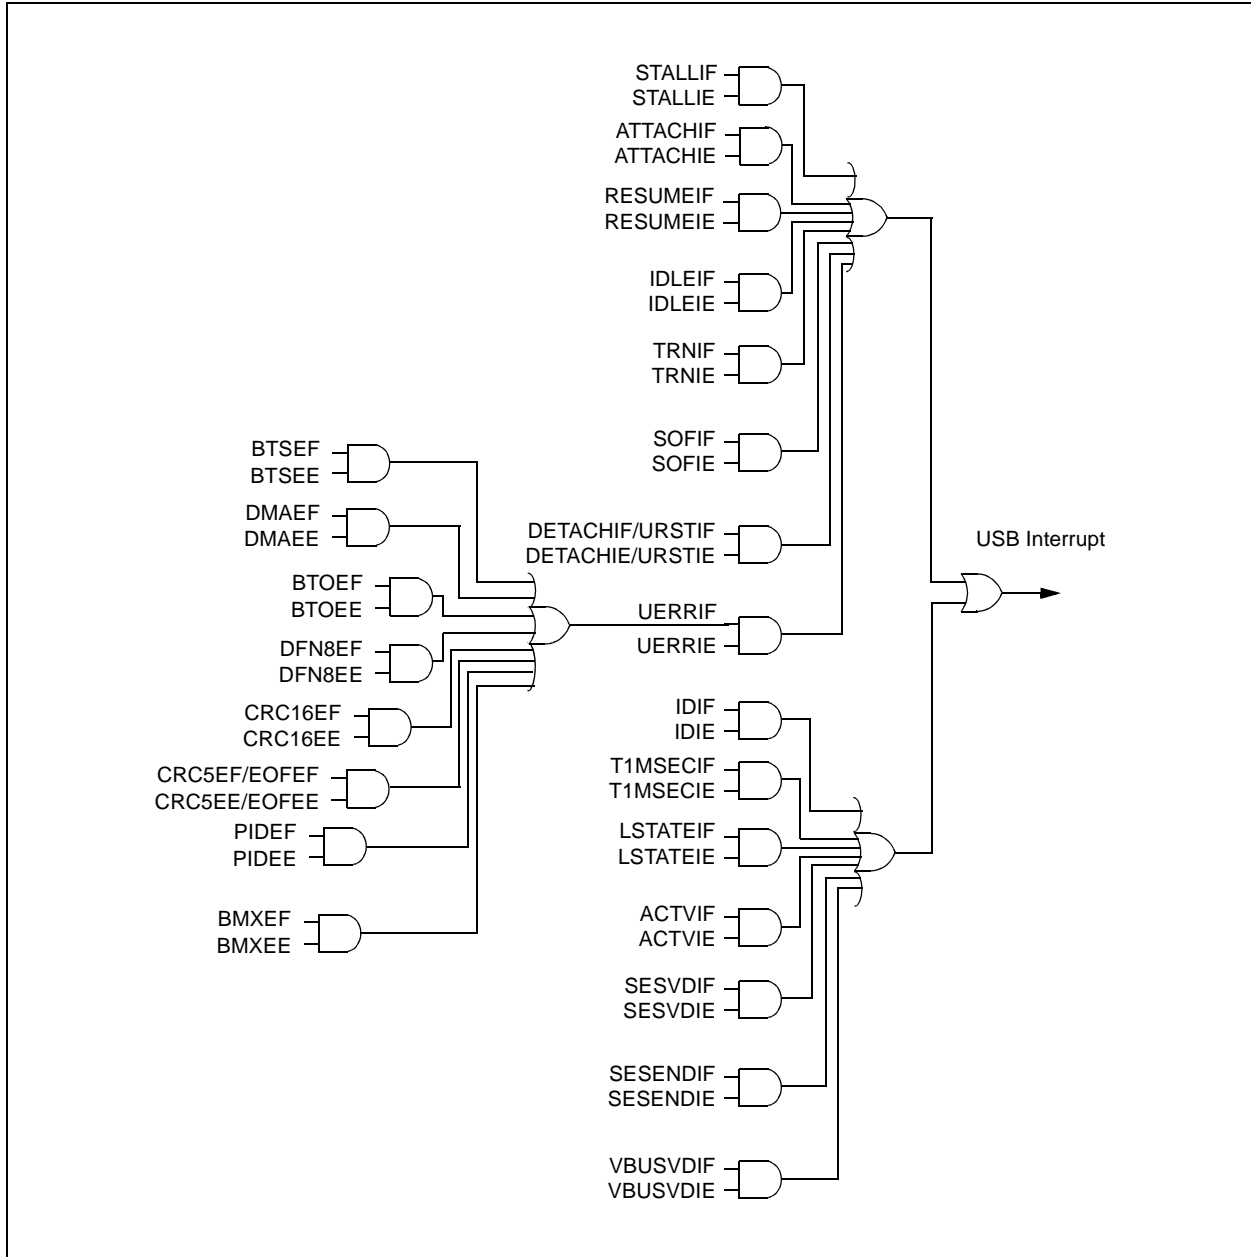 STALLIF
STALLIE
ATTACHIF
ATTACHIE
RESUMEIF
RESUMEIE
IDLEIF
IDLEIE
TRNIF
TRNIE
SOFIF
SOFIE
BTSEF
BTSEE
DMAEF
DMAEE
DETACHIF/URSTIF
DETACHIE/URSTIE
USB Interrupt
BTOEF
BTOEE
UERRIF
UERRIE
DFN8EF
DFN8EE
CRC16EF
CRC16EE
IDIF
IDIE
CRC5EF/EOFEF
CRC5EE/EOFEE
T1MSECIF
T1MSECIE
PIDEF
PIDEE
LSTATEIF
LSTATEIE
BMXEF
BMXEE
ACTVIF
ACTVIE
SESVDIF
SESVDIE
SESENDIF
SESENDIE
VBUSVDIF
VBUSVDIE